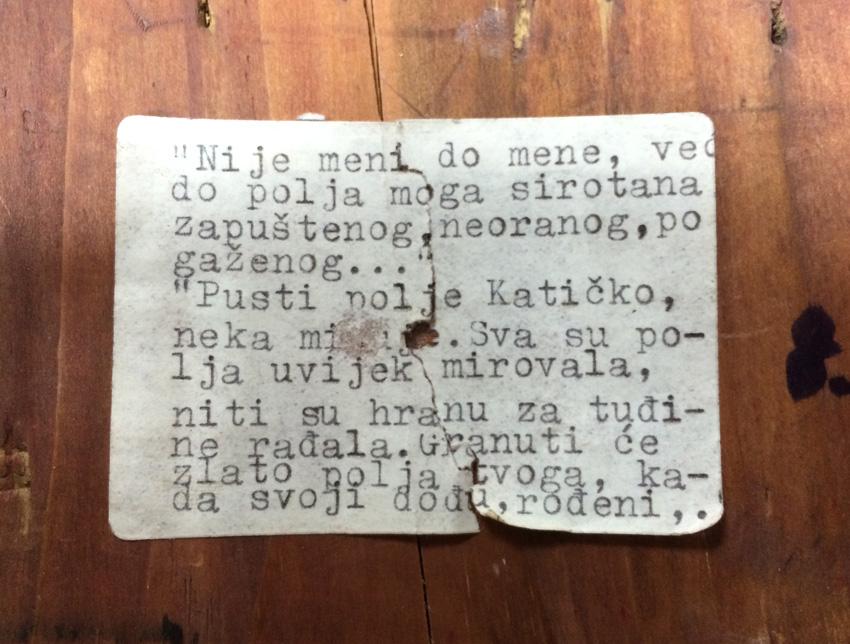 "Nije meni do mene, već
do polja moga sirotana
zapuštenog,neoranog,po
gaženog..."
"Pusti polje Katičko,
neka .Sva su po-
lja uvijek mirovala,
niti su hranu za tuđi-
ne rađala.Granuti će
zlato polja tvoga, ka-
da svoji dođu,rođeni,.